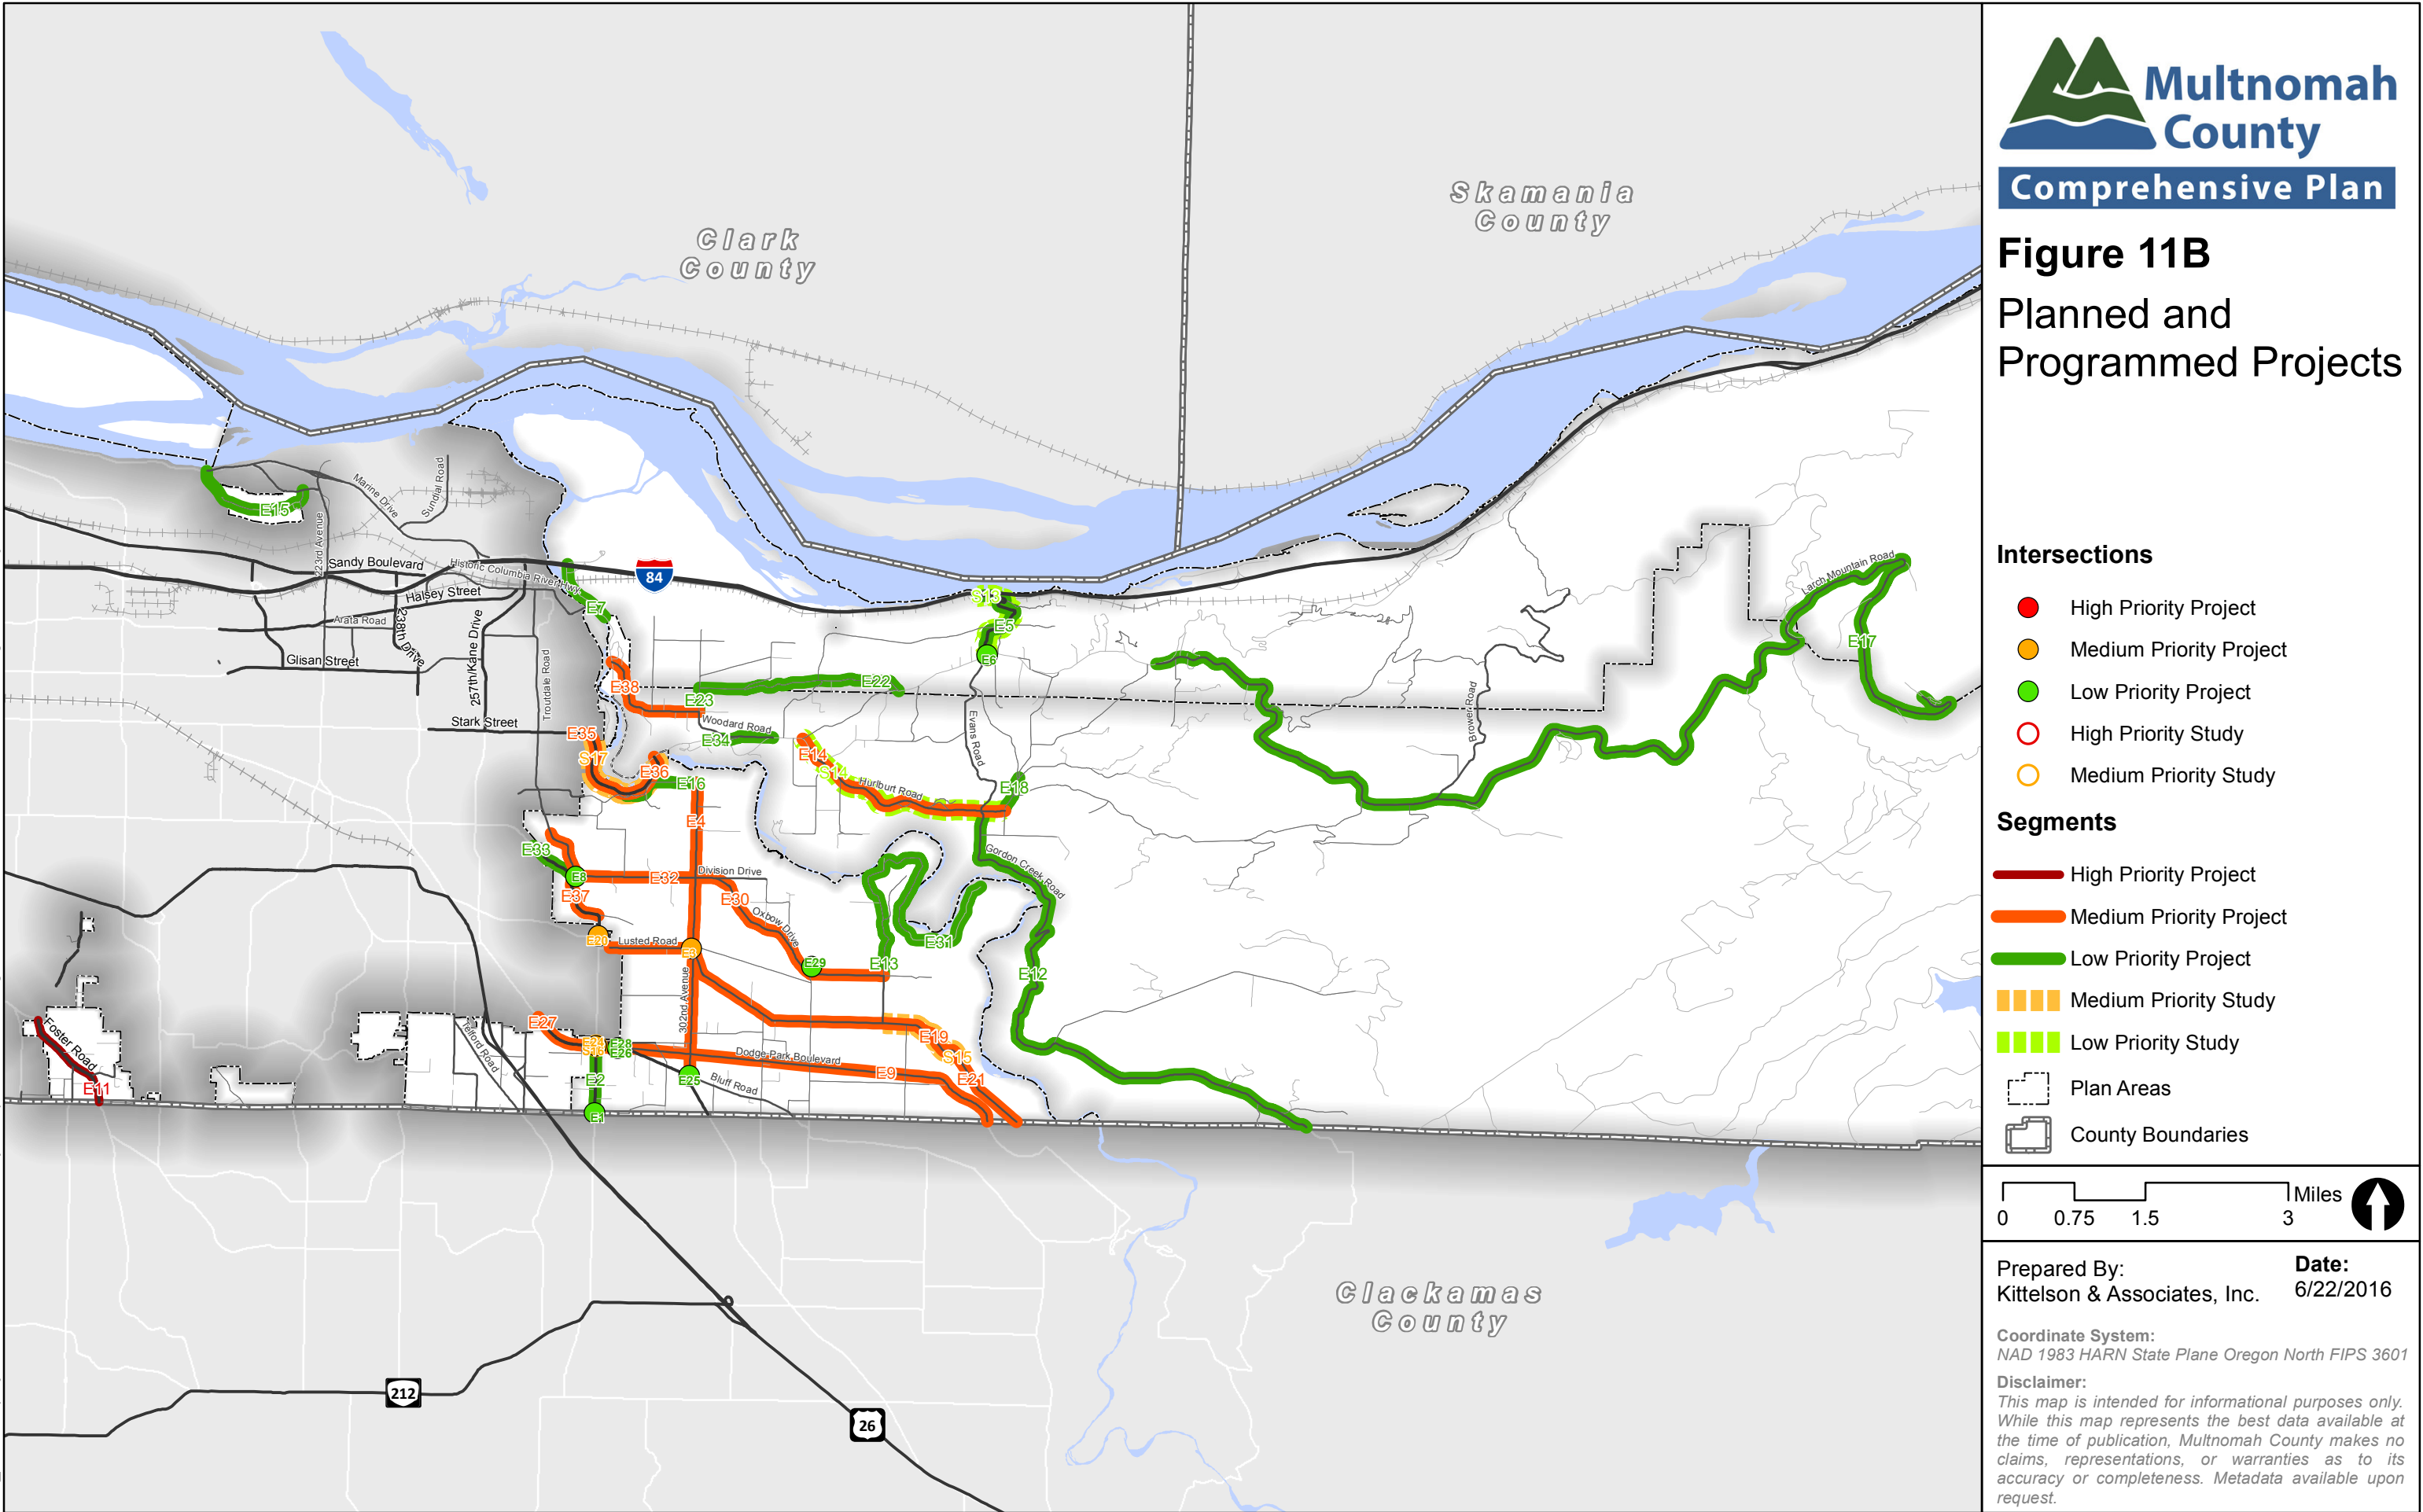 Clark
County
Skamania
County
Clackamas
County
E15
Marine Drive
Sundial Road
223rd Avenue
Sandy Boulevard
Historic Columbia River Hwy
84
Halsey Street
Arata Road
238th Drive
257th/Kane Drive
Glisan Street
Troutdale Road
Stark Street
E7
S13
E5
E6
Larch Mountain Road
E17
E38
E23
E22
Woodard Road
E34
Evans Road
Brower Road
E35
S17
E36
E16
E14
S14
Hurlburt Road
E18
E4
E33
E8
E32
Division Drive
E30
Gordon Creek Road
E37
Oxbow Drive
E20
Lusted Road
E3
E29
E31
E13
E12
302nd Avenue
Foster Road
E11
Telford Road
E27
E28
E26
E2
E1
E25
Dodge Park Boulevard
Bluff Road
E9
E19
S15
E21
212
26
Multnomah
County
Comprehensive Plan
Figure 11B
Planned and
Programmed Projects
Intersections
High Priority Project
Medium Priority Project
Low Priority Project
High Priority Study
Medium Priority Study
Segments
High Priority Project
Medium Priority Project
Low Priority Project
Medium Priority Study
Low Priority Study
Plan Areas
County Boundaries
Miles
0 0.75 1.5 3
Prepared By:
Kittelson & Associates, Inc.
Date:
6/22/2016
Coordinate System:
NAD 1983 HARN State Plane Oregon North FIPS 3601
Disclaimer:
This map is intended for informational purposes only.
While this map represents the best data available at
the time of publication, Multnomah County makes no
claims, representations, or warranties as to its
accuracy or completeness. Metadata available upon
request.